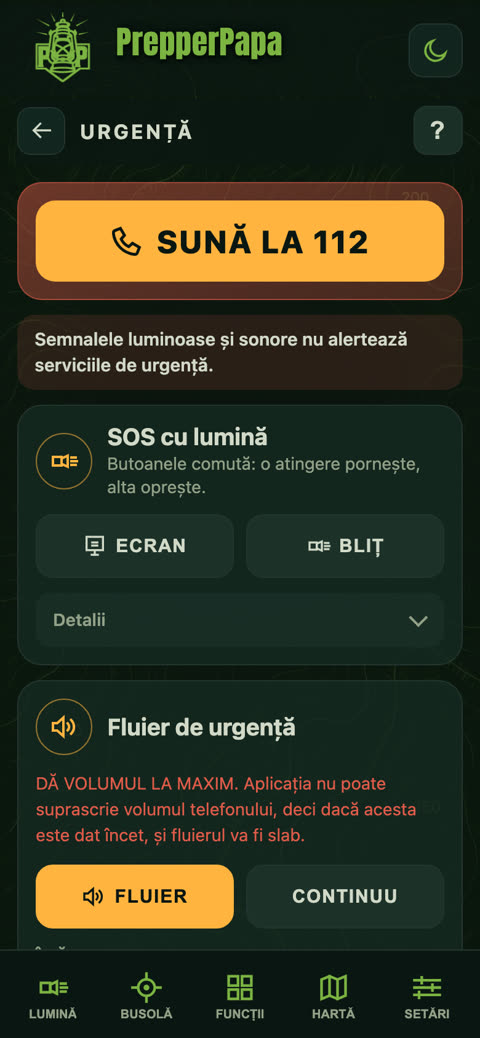 PP
PrepperPapa
URGENȚĂ
?
200
SUNĂ LA 112
Semnalele luminoase și sonore nu alertează
serviciile de urgență.
SOS cu lumină
Butoanele comută: o atingere pornește,
alta oprește.
ECRAN
BLIȚ
Detalii
Fluier de urgență
DĂ VOLUMUL LA MAXIM. Aplicația nu poate
suprascrie volumul telefonului, deci dacă acesta
este dat încet, și fluierul va fi slab.
FLUIER
CONTINUU
LUMINĂ
BUSOLĂ
FUNCȚII
HARTĂ
SETĂRI